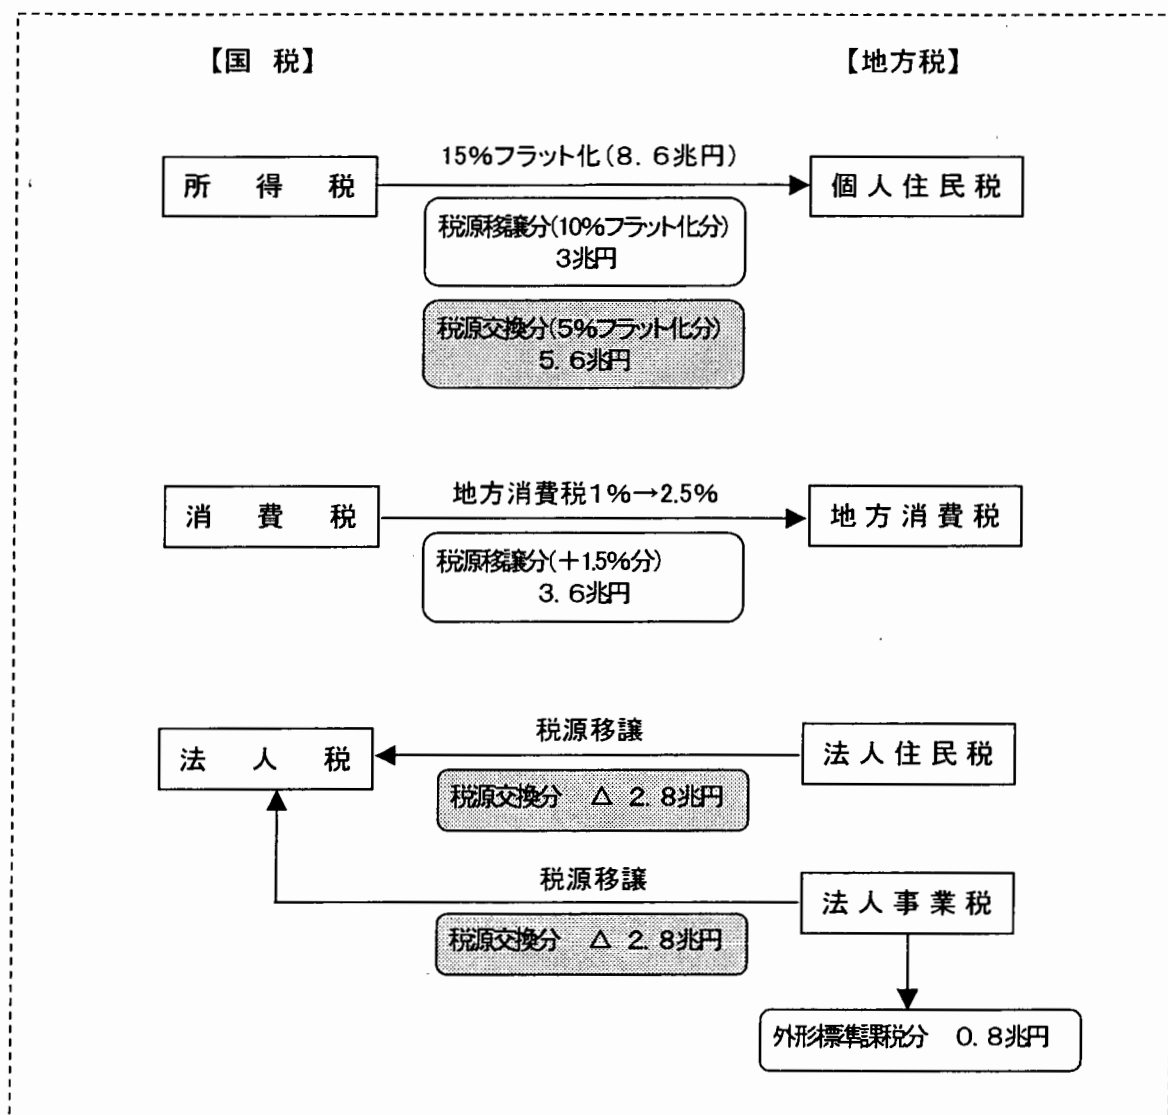 【国 税】
【地方税】
15%フラット化(8.6兆円)
所 得 税
個人住民税
税源移譲分(10%フラット化分)
3兆円
税源交換分(5%フラット化分)
5.6兆円
地方消費税1%→2.5%
消 費 税
地方消費税
税源移譲分(+1.5%分)
3.6兆円
税源移譲
法 人 税
法人住民税
税源交換分 △ 2.8兆円
税源移譲
法人事業税
税源交換分 △ 2.8兆円
外形標準課税分 0.8兆円